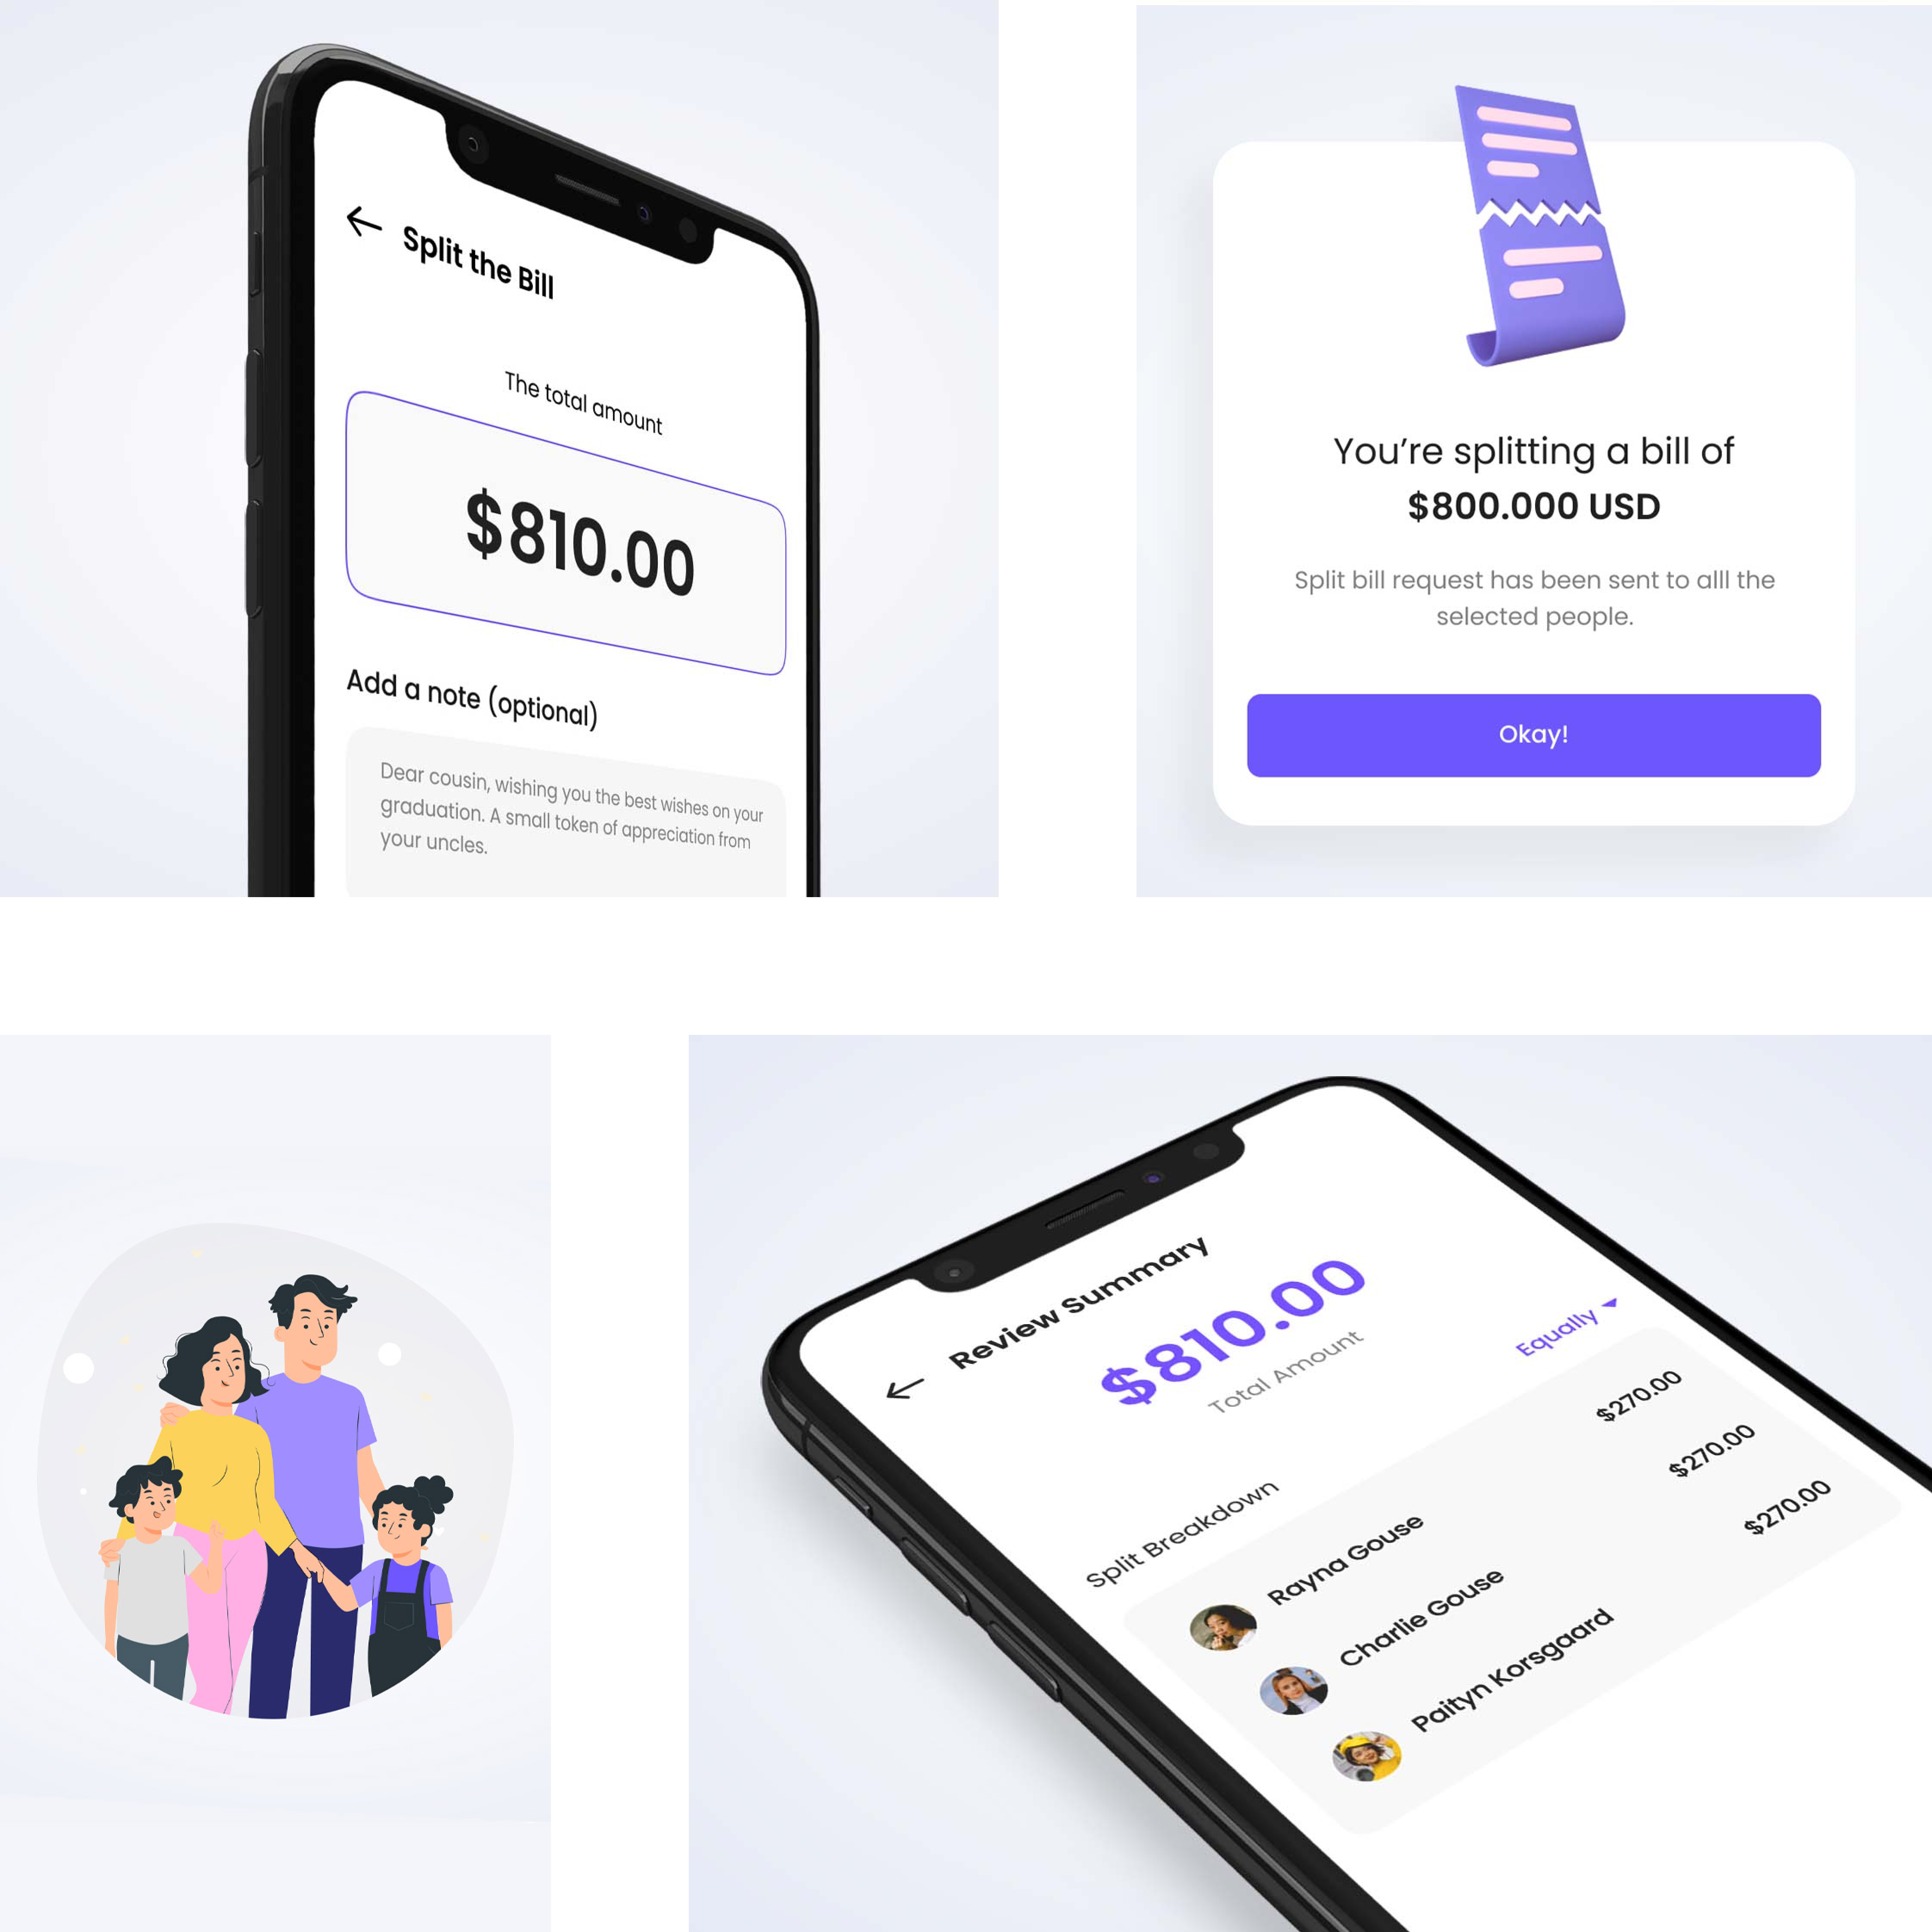 Split the Bill
The total amount
$810.00
Add a note (optional)
Dear cousin, wishing you the best wishes on your
graduation. A small token of appreciation from
your uncles.
You’re splitting a bill of
$800.000 USD
Split bill request has been sent to alll the
selected people.
Okay!
Review Summary
$810.00
Total Amount
Equally
Split Breakdown
Rayna Gouse $270.00
Charlie Gouse $270.00
Paityn Korsgaard $270.00